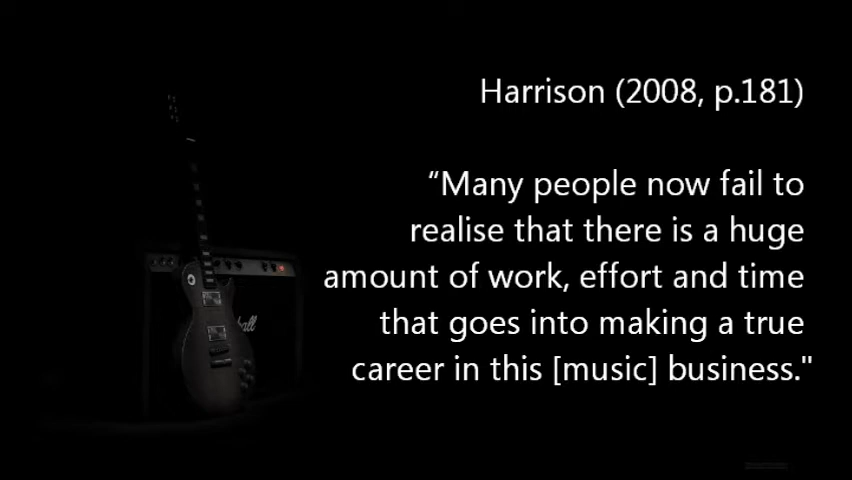 Harrison (2008, p.181)
“Many people now fail to
realise that there is a huge
amount of work, effort and time
that goes into making a true
career in this [music] business."